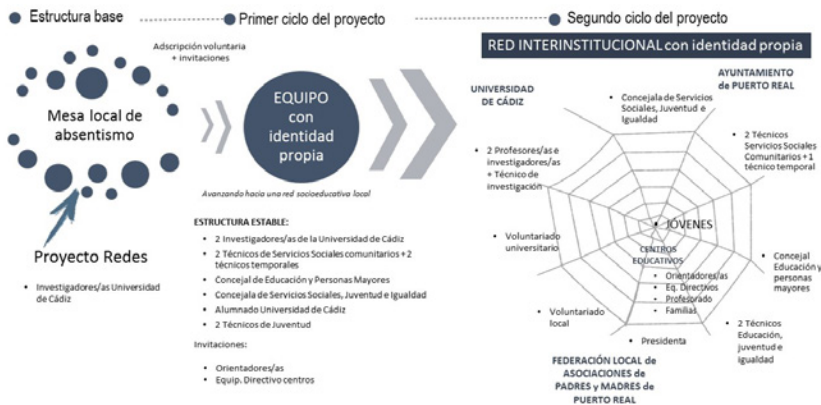 Estructura base
Primer ciclo del proyecto
Segundo ciclo del proyecto
Adscripción voluntaria
+ invitaciones
Mesa local de
absentismo
Proyecto Redes
• Investigadores/as Universidad
de Cádiz
EQUIPO
con
identidad
propia
Avanzando hacia una red socioeducativa local
ESTRUCTURA ESTABLE:
• 2 Investigadores/as de la Universidad de Cádiz
• 2 Técnicos de Servicios Sociales comunitarios + 2
técnicos temporales
• Concejal de Educación y Personas Mayores
• Concejala de Servicios Sociales, Juventud e Igualdad
• Alumnado Universidad de Cádiz
• 2 Técnicos de Juventud
Invitaciones:
• Orientadores/as
• Equip. Directivo centros
RED INTERINSTITUCIONAL con identidad propia
UNIVERSIDAD
DE CÁDIZ
AYUNTAMIENTO
de PUERTO REAL
• Concejala de Servicios
Sociales, Juventud e
Igualdad
• 2 Profesores/as e
investigadores/as
+ Técnico de
investigación
• 2 Técnicos
Servicios Sociales
Comunitarios + 1
técnico temporal
• JÓVENES
• Voluntariado
universitario
CENTROS
EDUCATIVOS
• Orientadores/as
• Eq. Directivos
• Profesorado
• Familias
• Concejal
Educación y
personas
mayores
• Voluntariado
local
• Presidenta
• 2 Técnicos
Educación,
juventud e
igualdad
FEDERACIÓN LOCAL de
ASOCIACIONES de
PADRES y MADRES de
PUERTO REAL